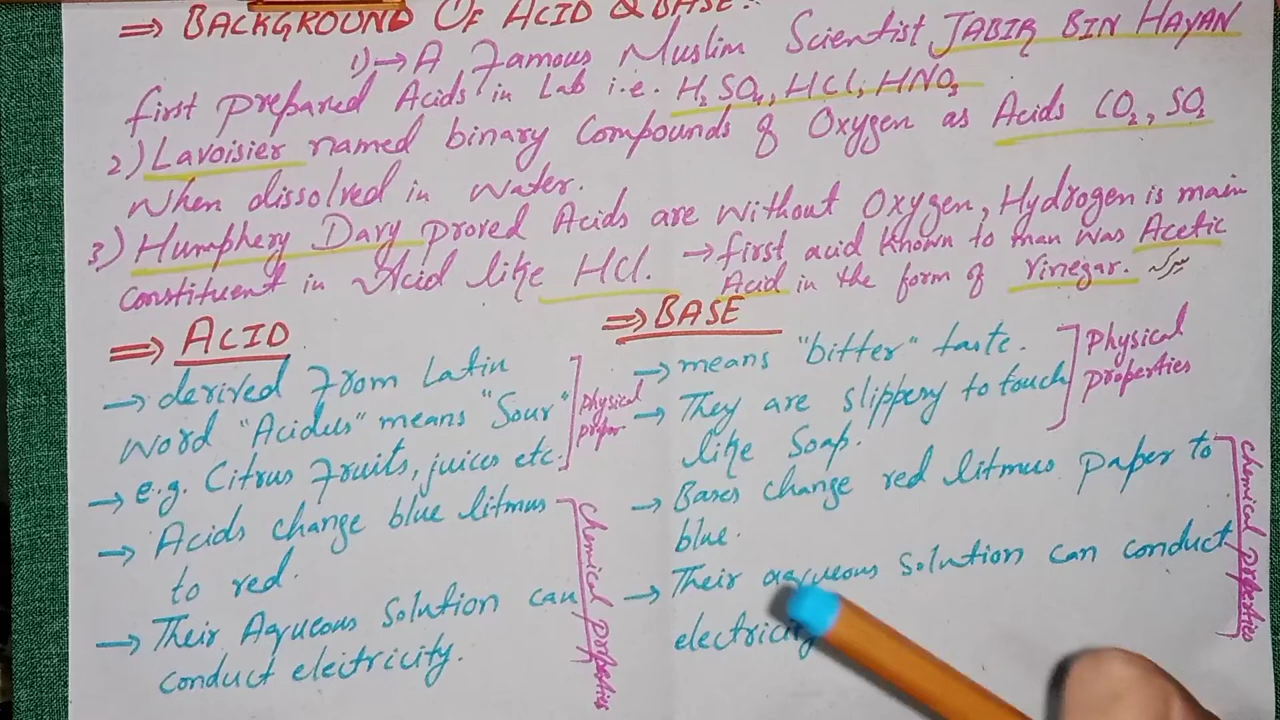 ⇒ BACKGROUND OF ACID & BASE:
1)→ A Famous Muslim Scientist JABIR BIN HAYAN
first prepared Acids in Lab i.e. H2SO4, HCl, HNO3
2) Lavoisier named binary Compounds of Oxygen as Acids CO2, SO2
when dissolved in water.
3) Humphery Davy proved Acids are without Oxygen, Hydrogen is main
constituent in Acid like HCl.
→ first acid known to man was Acetic
Acid in the form of Vinegar. سرکہ
⇒ ACID
→ derived from Latin
word "Acidus" means "Sour"
→ e.g. Citrus fruits, juices etc.
Physical
proper
→ Acids change blue litmus
to red.
→ Their Aqueous Solution can
conduct electricity.
chemical properties
⇒ BASE
→ means "bitter" taste.
→ They are slippery to touch
like Soap.
Physical
properties
→ Bases change red litmus paper to
blue.
→ Their aqueous solution can conduct
electricity
chemical properties